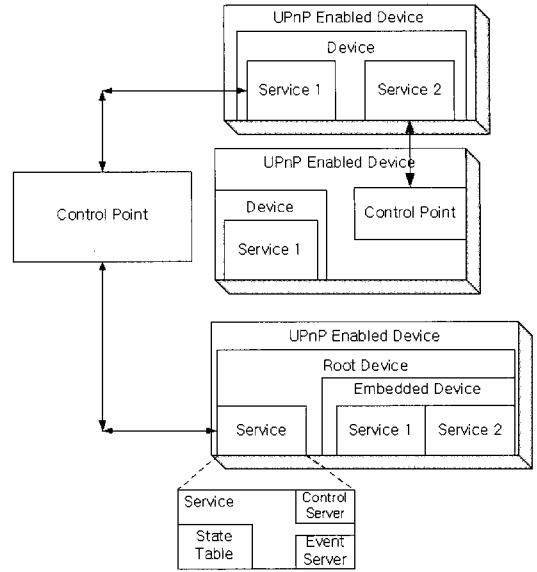 UPnP Enabled Device
Device
Service 1
Service 2
UPnP Enabled Device
Control Point
Device
Control Point
Service 1
UPnP Enabled Device
Root Device
Embedded Device
Service
Service 1
Service 2
Service
Control
Server
State
Table
Event
Server